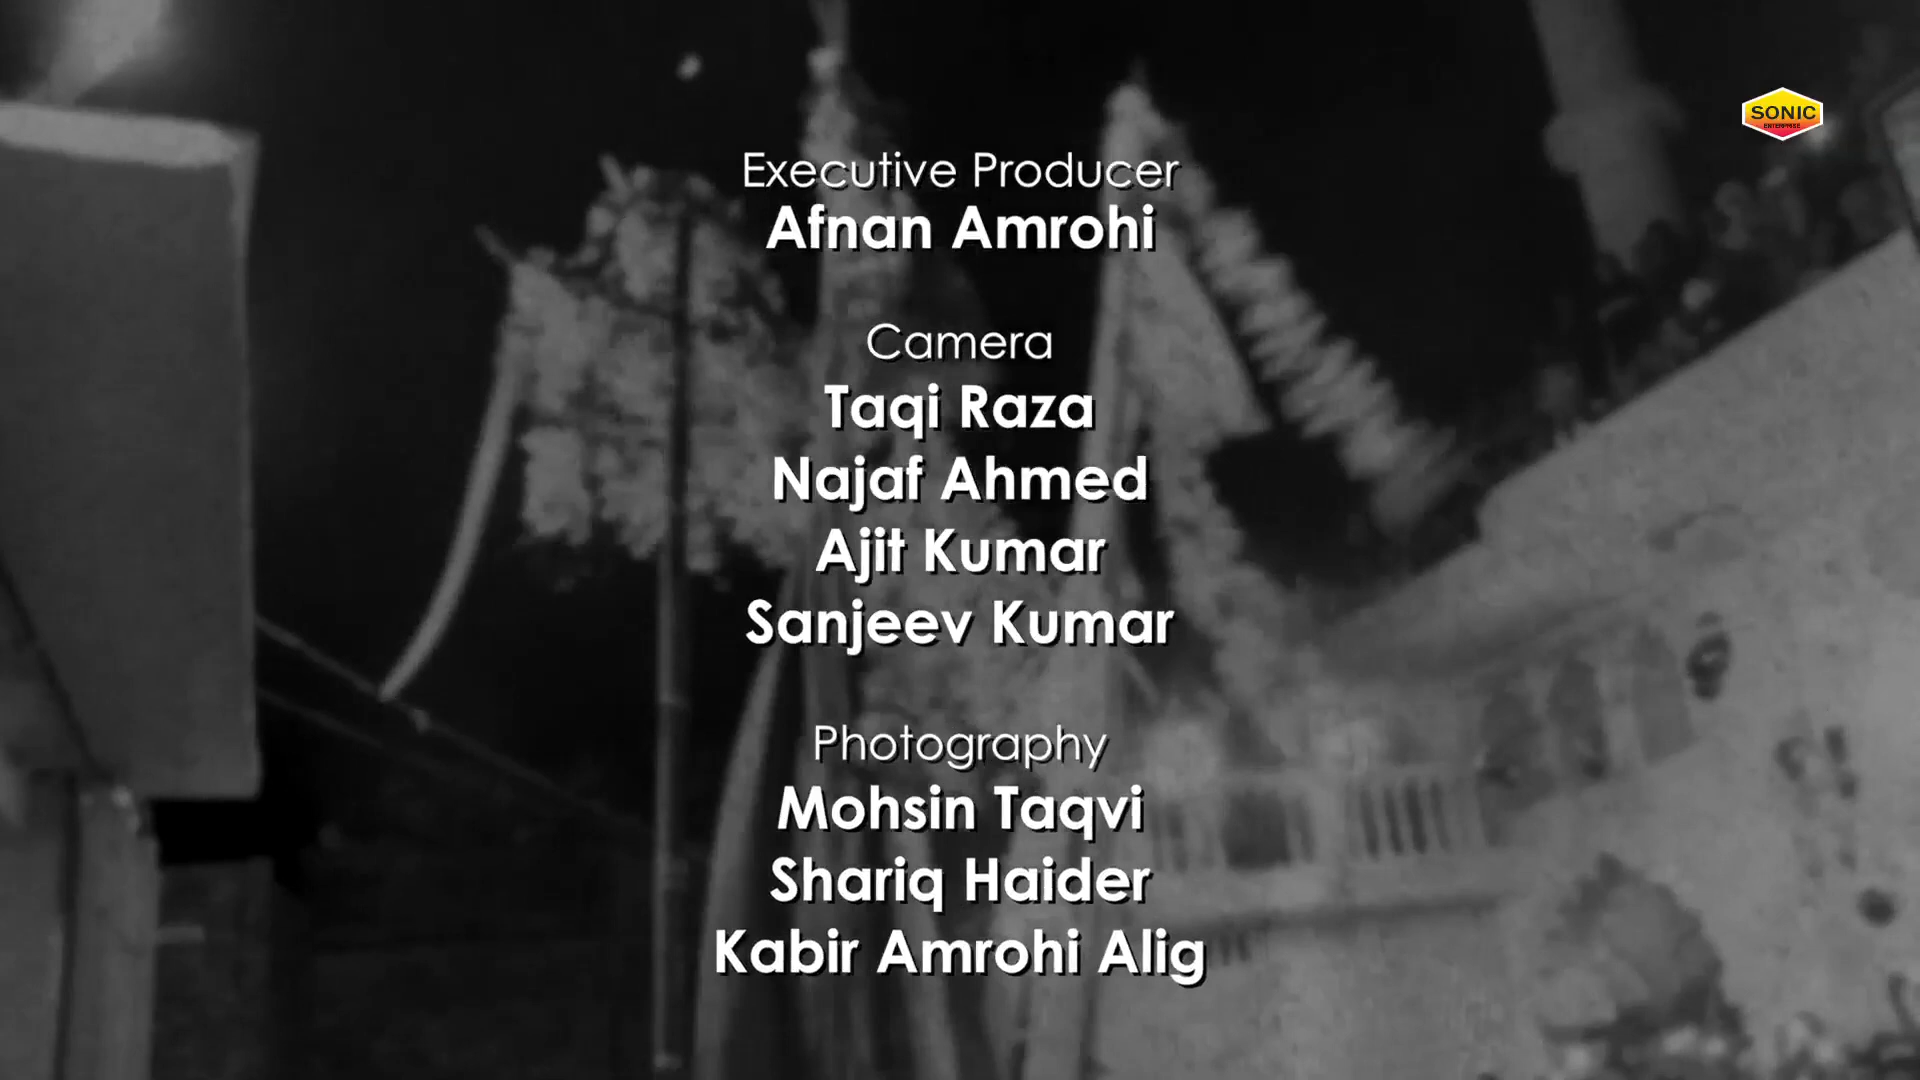 SONIC
ENTERPRISE
Executive Producer
Afnan Amrohi
Camera
Taqi Raza
Najaf Ahmed
Ajit Kumar
Sanjeev Kumar
Photography
Mohsin Taqvi
Shariq Haider
Kabir Amrohi Alig